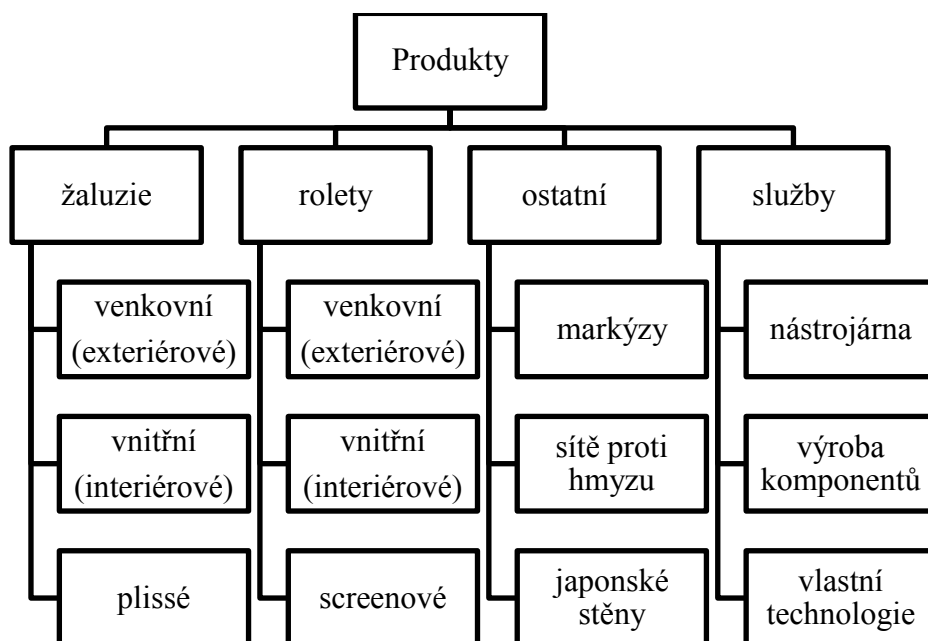 Produkty
žaluzie
rolety
ostatní
služby
venkovní
(exteriérové)
venkovní
(exteriérové)
markýzy
nástrojárna
vnitřní
(interiérové)
vnitřní
(interiérové)
sítě proti
hmyzu
výroba
komponentů
plissé
screenové
japonské
stěny
vlastní
technologie